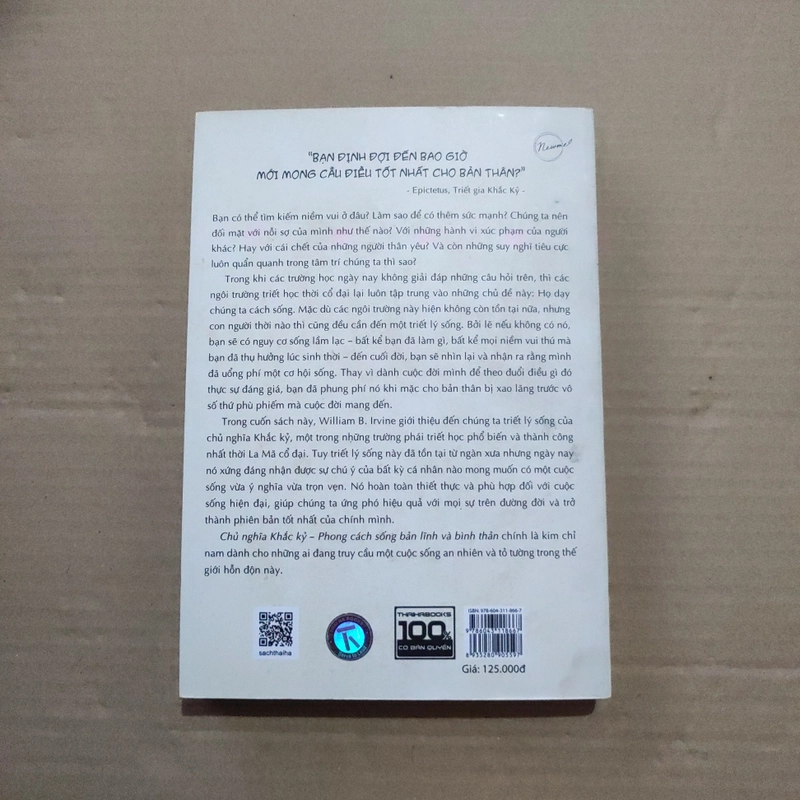 "BẠN ĐỊNH ĐỢI ĐẾN BAO GIỜ
MỚI MONG CẦU ĐIỀU TỐT NHẤT CHO BẢN THÂN?"
- Epictetus, Triết gia Khắc Kỷ -
Bạn có thể tìm kiếm niềm vui ở đâu? Làm sao để có thêm sức mạnh? Chúng ta nên
đối mặt với nỗi sợ của mình như thế nào? Với những hành vi xúc phạm của người
khác? Hay với cái chết của những người thân yêu? Và còn những suy nghĩ tiêu cực
luôn quẩn quanh trong tâm trí chúng ta thì sao?
Trong khi các trường học ngày nay không giải đáp những câu hỏi trên, thì các
ngôi trường triết học thời cổ đại lại luôn tập trung vào những chủ đề này: Họ dạy
chúng ta cách sống. Mặc dù các ngôi trường này hiện không còn tồn tại nữa, nhưng
con người thời nào thì cũng đều cần đến một triết lý sống. Bởi lẽ nếu không có nó,
bạn sẽ có nguy cơ sống lầm lạc – bất kể bạn đã làm gì, bất kể mọi niềm vui thú mà
bạn đã thụ hưởng lúc sinh thời – đến cuối đời, bạn sẽ nhìn lại và nhận ra rằng mình
đã uổng phí một cơ hội sống. Thay vì dành cuộc đời mình để theo đuổi điều gì đó
thực sự đáng giá, bạn đã phung phí nó khi mặc cho bản thân bị xao lãng trước vô
số thứ phù phiếm mà cuộc đời mang đến.
Trong cuốn sách này, William B. Irvine giới thiệu đến chúng ta triết lý sống của
chủ nghĩa Khắc kỷ, một trong những trường phái triết học phổ biến và thành công
nhất thời La Mã cổ đại. Tuy triết lý sống này đã tồn tại từ ngàn xưa nhưng ngày nay
nó xứng đáng nhận được sự chú ý của bất kỳ cá nhân nào mong muốn có một cuộc
sống vừa ý nghĩa vừa trọn vẹn. Nó hoàn toàn thiết thực và phù hợp đối với cuộc
sống hiện đại, giúp chúng ta ứng phó hiệu quả với mọi sự trên đường đời và trở
thành phiên bản tốt nhất của chính mình.
Chủ nghĩa Khắc kỷ – Phong cách sống bản lĩnh và bình thản chính là kim chỉ
nam dành cho những ai đang truy cầu một cuộc sống an nhiên và tỏ tường trong thế
giới hỗn độn này.
sachthaiha
THAIHABOOKS
100%
CÓ BẢN QUYỀN
ISBN: 978-604-311-866-7
9 786043 118667
8 935280 905597
Giá: 125.000đ